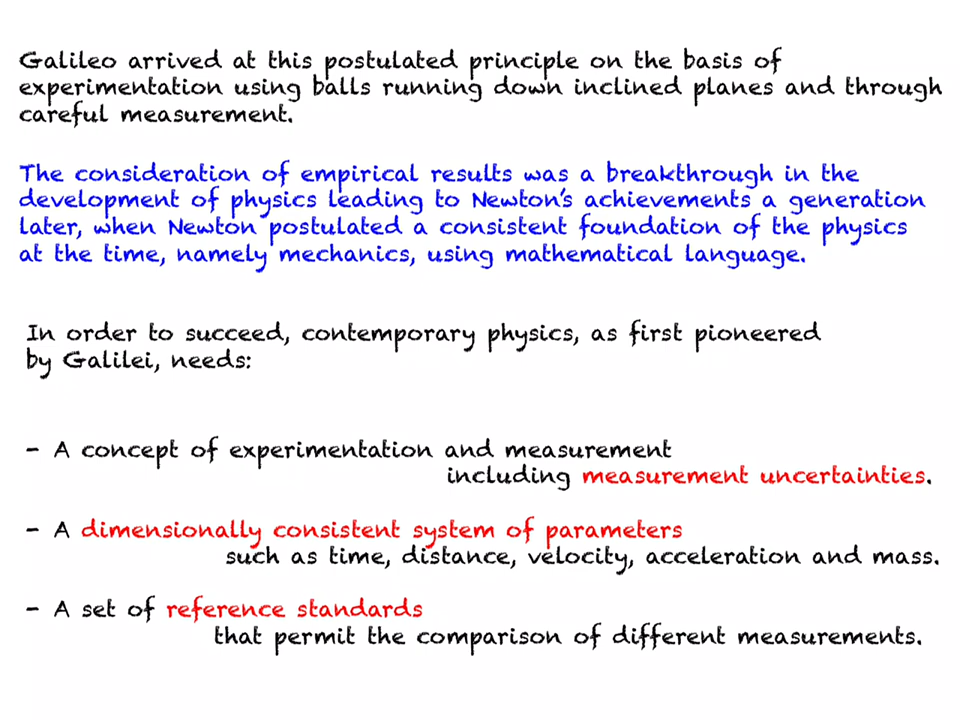 Galileo arrived at this postulated principle on the basis of
experimentation using balls running down inclined planes and through
careful measurement.
The consideration of empirical results was a breakthrough in the
development of physics leading to Newton's achievements a generation
later, when Newton postulated a consistent foundation of the physics
at the time, namely mechanics, using mathematical language.
In order to succeed, contemporary physics, as first pioneered
by Galilei, needs:
- A concept of experimentation and measurement
including measurement uncertainties.
- A dimensionally consistent system of parameters
such as time, distance, velocity, acceleration and mass.
- A set of reference standards
that permit the comparison of different measurements.